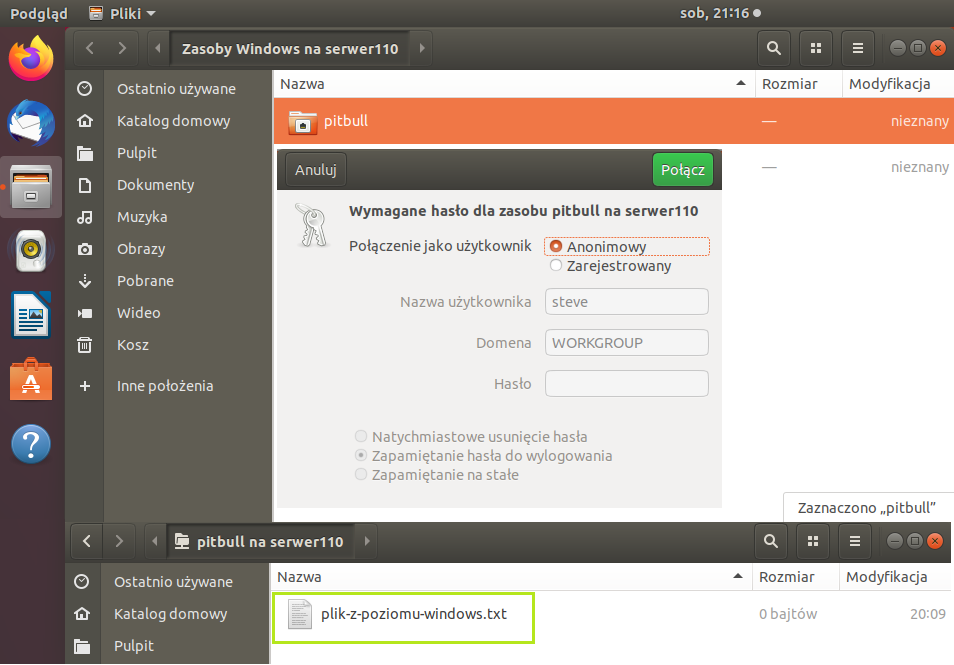 Podgląd Pliki sob, 21:16
Zasoby Windows na serwer110
Ostatnio używane
Katalog domowy
Pulpit
Dokumenty
Muzyka
Obrazy
Pobrane
Wideo
Kosz
Inne położenia
Nazwa Rozmiar Modyfikacja
pitbull — nieznany
— nieznany
Anuluj Połącz
Wymagane hasło dla zasobu pitbull na serwer110
Połączenie jako użytkownik Anonimowy
Zarejestrowany
Nazwa użytkownika steve
Domena WORKGROUP
Hasło
Natychmiastowe usunięcie hasła
Zapamiętanie hasła do wylogowania
Zapamiętanie na stałe
Zaznaczono „pitbull”
pitbull na serwer110
Ostatnio używane
Katalog domowy
Pulpit
Nazwa Rozmiar Modyfikacja
plik-z-poziomu-windows.txt 0 bajtów 20:09